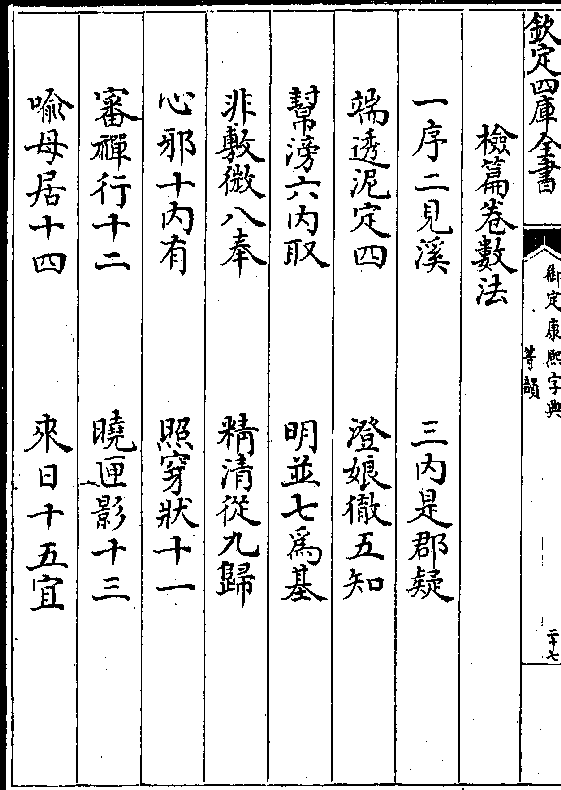 欽定四庫全書
御定康熙字典
等韻
二十七
檢篇卷數法
一序二見溪　三內是郡疑
端透泥定四　澄娘徹五知
幫滂六內取　明並七為基
非敷微八奉　精清從九歸
心邪十內有　照穿狀十一
審禪行十二　曉匣影十三
喻母居十四　來日十五宜